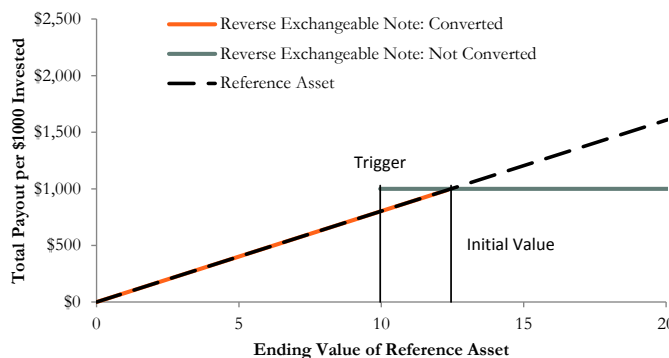 $2,500
$2,000
$1,500
$1,000
$500
$0
Total Payout per $1000 Invested
Reverse Exchangeable Note: Converted
Reverse Exchangeable Note: Not Converted
Reference Asset
Trigger
Initial Value
0 5 10 15 20
Ending Value of Reference Asset